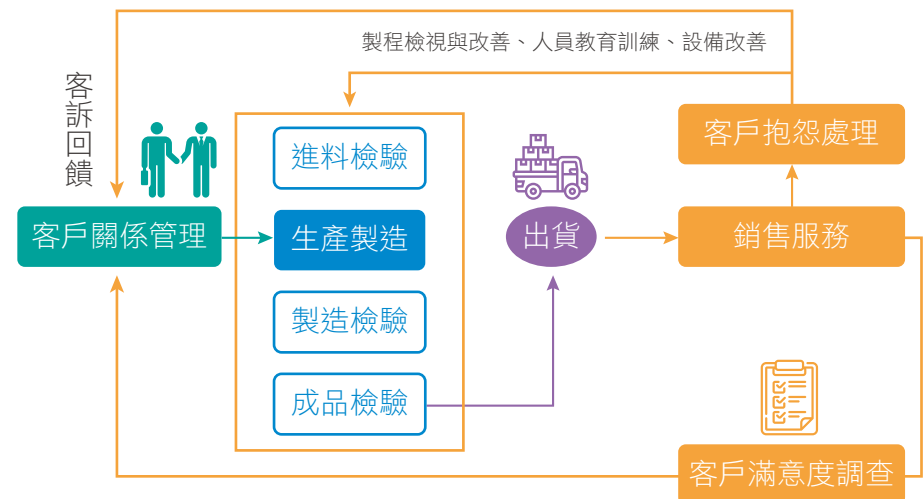 製程檢視與改善、人員教育訓練、設備改善
客訴回饋
客戶關係管理
進料檢驗
生產製造
製造檢驗
成品檢驗
出貨
客戶抱怨處理
銷售服務
客戶滿意度調查